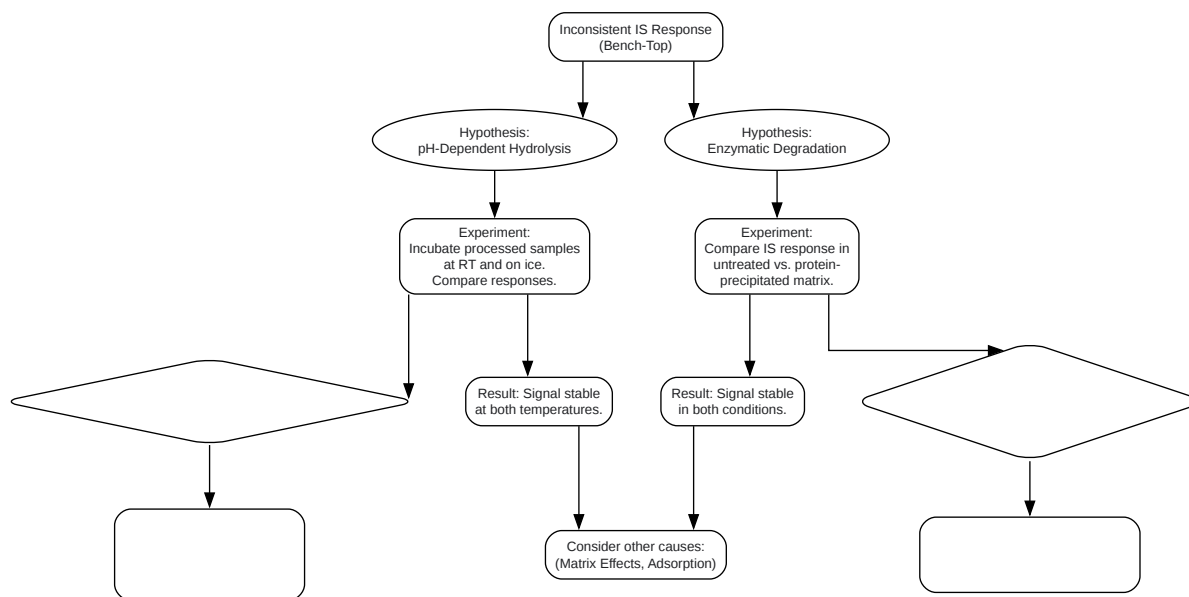 Inconsistent IS Response
(Bench-Top)
Hypothesis:
pH-Dependent Hydrolysis
Hypothesis:
Enzymatic Degradation
Experiment:
Incubate processed samples
at RT and on ice.
Compare responses.
Experiment:
Compare IS response in
untreated vs. protein-
precipitated matrix.
Result: Signal stable
at both temperatures.
Result: Signal stable
in both conditions.
Consider other causes:
(Matrix Effects, Adsorption)